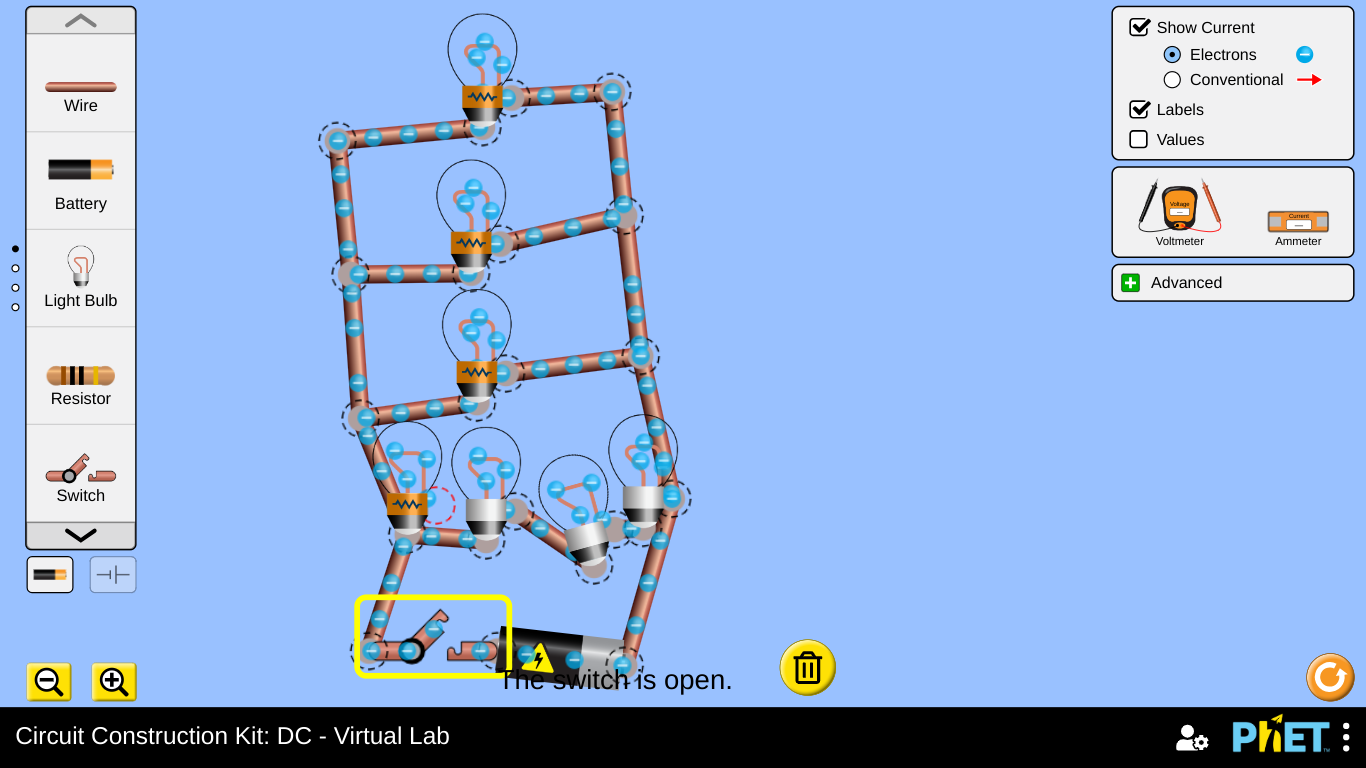 Wire
Battery
Light Bulb
Resistor
Switch
Show Current
Electrons
Conventional
Labels
Values
Voltage
Voltmeter
Current
Ammeter
Advanced
The switch is open.
Circuit Construction Kit: DC - Virtual Lab
PhET